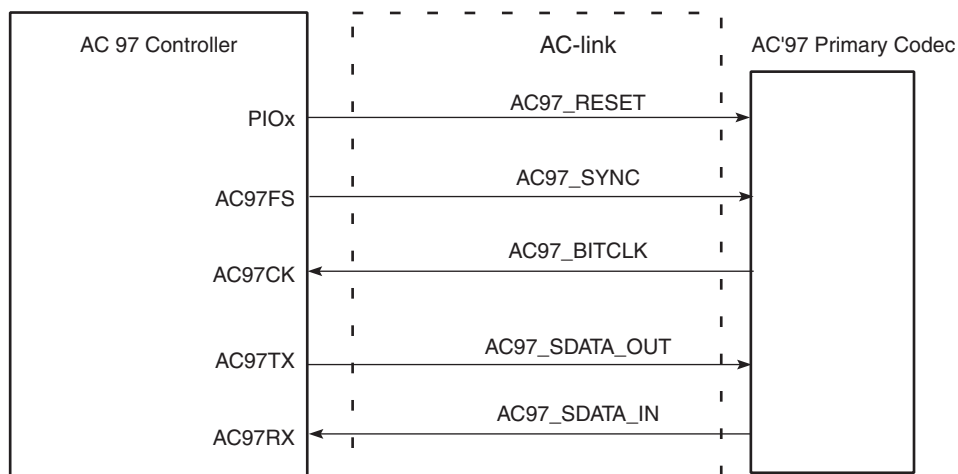 AC 97 Controller
AC-link
AC'97 Primary Codec
PIOx
AC97_RESET
AC97FS
AC97_SYNC
AC97CK
AC97_BITCLK
AC97TX
AC97_SDATA_OUT
AC97RX
AC97_SDATA_IN